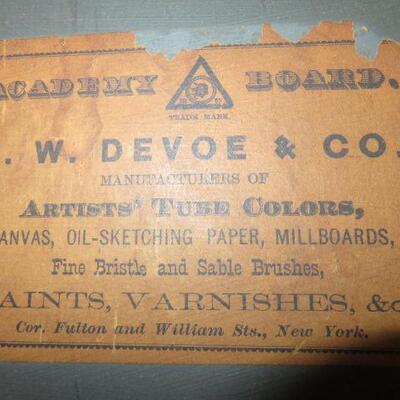 ACADEMY BOARD.
TRADE MARK
. W. DEVOE & CO.
MANUFACTURERS OF
ARTISTS' TUBE COLORS,
ANVAS, OIL-SKETCHING PAPER, MILLBOARDS,
Fine Bristle and Sable Brushes,
AINTS, VARNISHES, &c
Cor. Fulton and William Sts., New York.